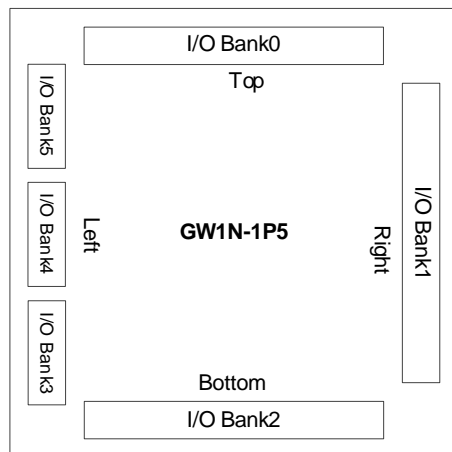 I/O Bank0
Top
I/O Bank5
I/O Bank4
I/O Bank3
Left
GW1N-1P5
Right
I/O Bank1
Bottom
I/O Bank2